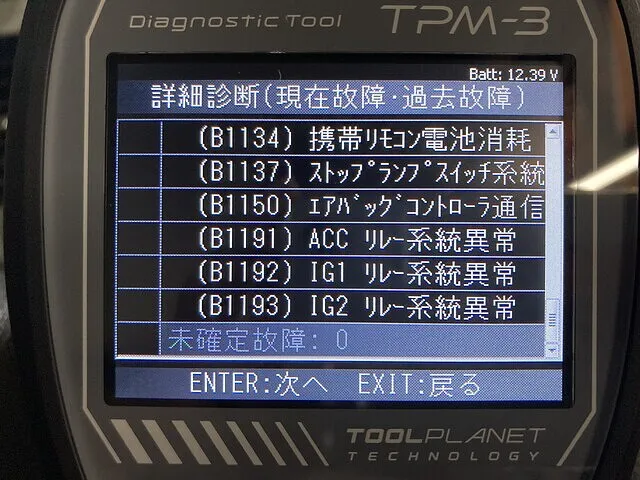 Diagnostic Tool TPM-3
Batt: 12.39 V
詳細診断(現在故障･過去故障)
(B1134) 携帯ﾘﾓｺﾝ電池消耗
(B1137) ｽﾄｯﾌﾟﾗﾝﾌﾟｽｲｯﾁ系統
(B1150) ｴｱﾊﾞｯｸﾞｺﾝﾄﾛｰﾗ通信
(B1191) ACC ﾘﾚｰ系統異常
(B1192) IG1 ﾘﾚｰ系統異常
(B1193) IG2 ﾘﾚｰ系統異常
未確定故障: 0
ENTER:次へ EXIT:戻る
TOOLPLANET
TECHNOLOGY